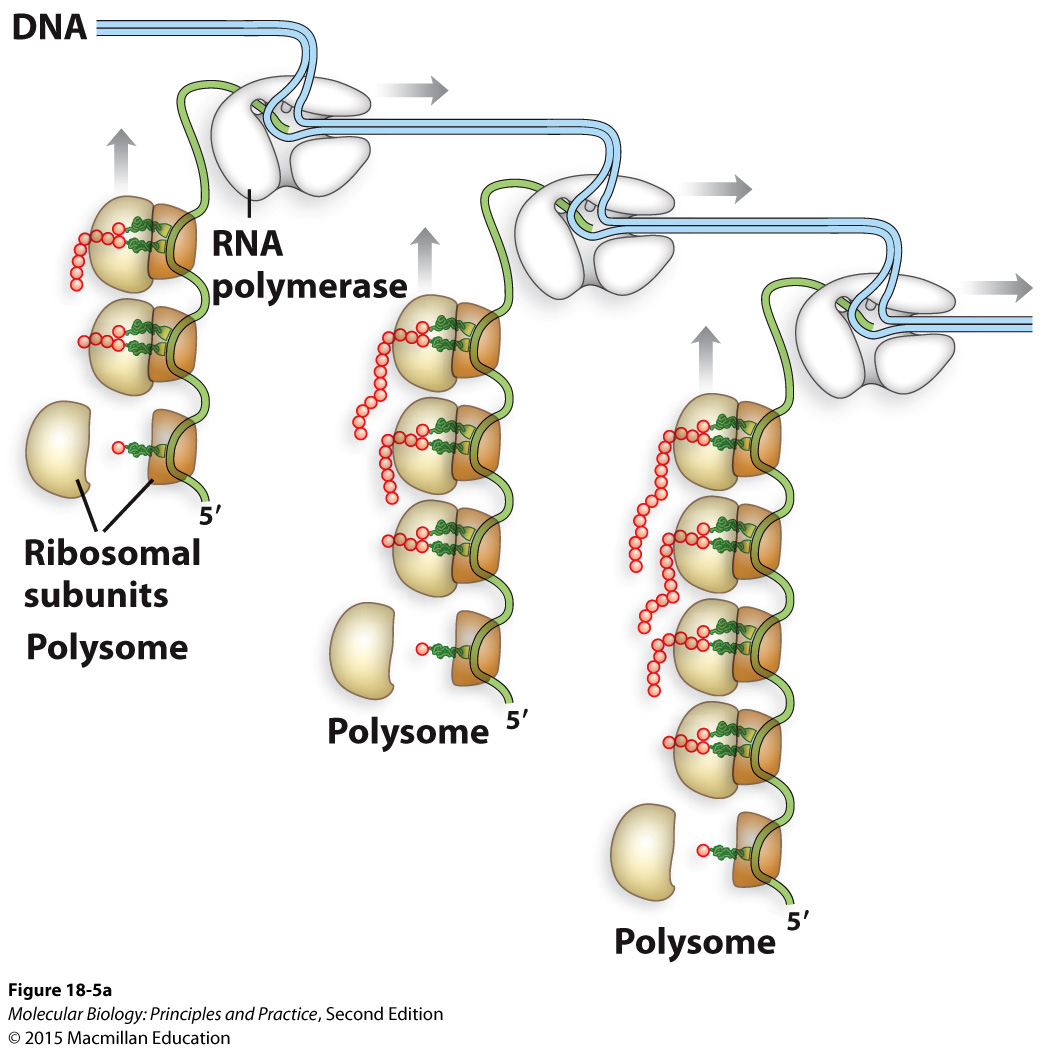 DNA
RNA
polymerase
5′
Ribosomal
subunits
Polysome
Polysome
5′
Polysome
5′
Figure 18-5a
Molecular Biology: Principles and Practice, Second Edition
© 2015 Macmillan Education